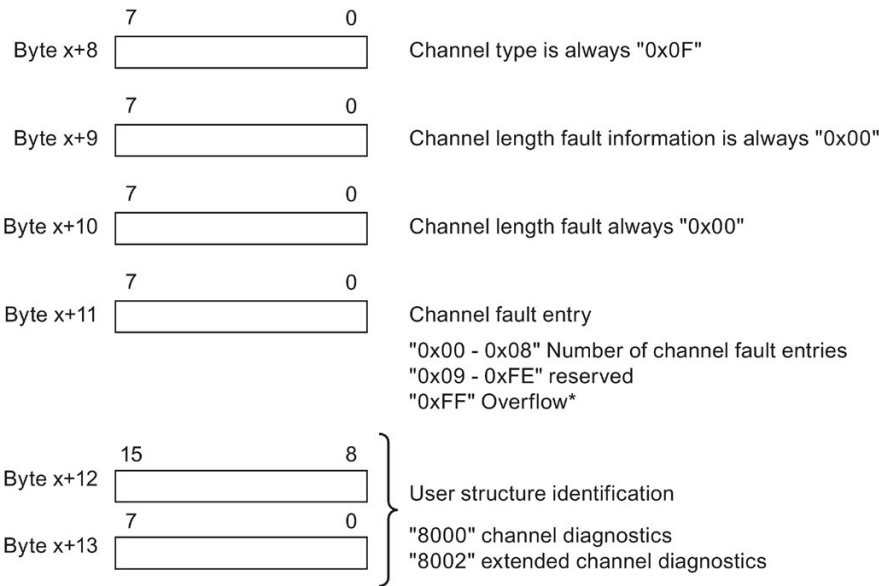 7 0
Byte x+8 Channel type is always "0x0F"
7 0
Byte x+9 Channel length fault information is always "0x00"
7 0
Byte x+10 Channel length fault always "0x00"
7 0
Byte x+11 Channel fault entry
"0x00 - 0x08" Number of channel fault entries
"0x09 - 0xFE" reserved
"0xFF" Overflow*
15 8
Byte x+12
User structure identification
7 0
"8000" channel diagnostics
Byte x+13
"8002" extended channel diagnostics